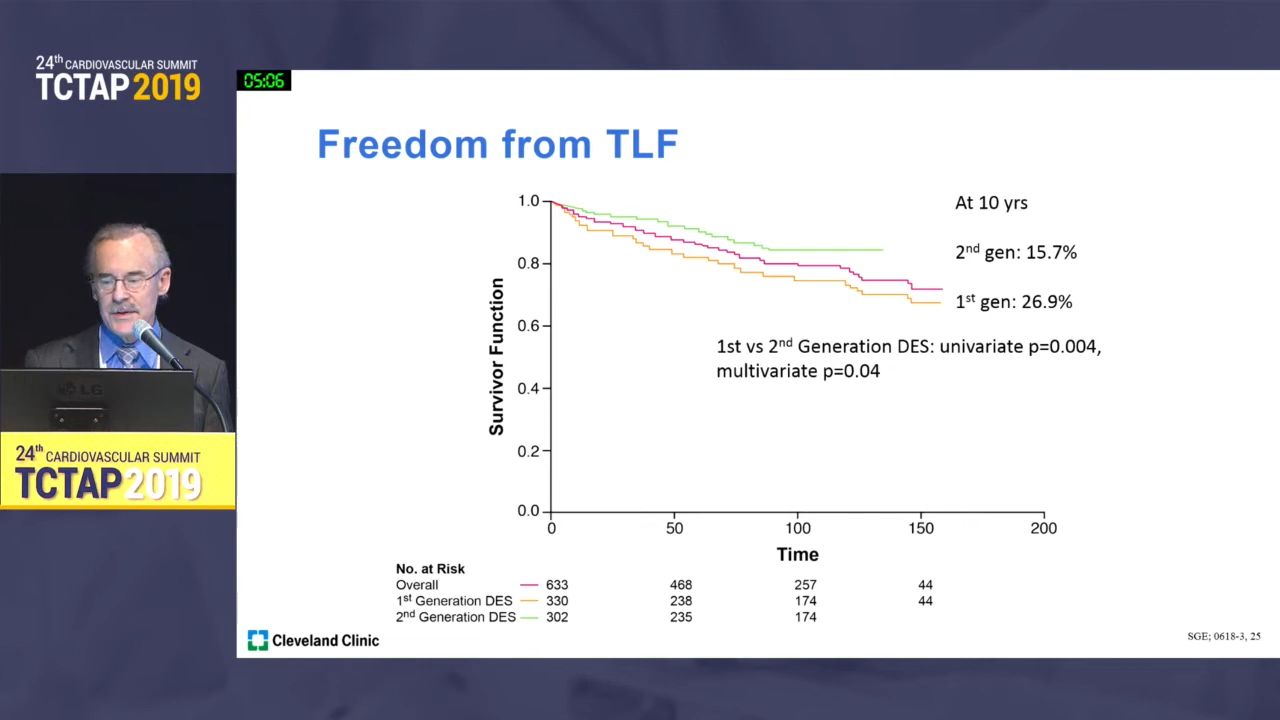 24th CARDIOVASCULAR SUMMIT
TCTAP 2019
05:06
Freedom from TLF
1.0
0.8
0.6
0.4
0.2
0.0
Survivor Function
0
50
100
150
200
Time
At 10 yrs
2nd gen: 15.7%
1st gen: 26.9%
1st vs 2nd Generation DES: univariate p=0.004,
multivariate p=0.04
No. at Risk
Overall 633 468 257 44
1st Generation DES 330 238 174 44
2nd Generation DES 302 235 174
Cleveland Clinic
SGE; 0618-3, 25
LG
24th CARDIOVASCULAR SUMMIT
TCTAP 2019